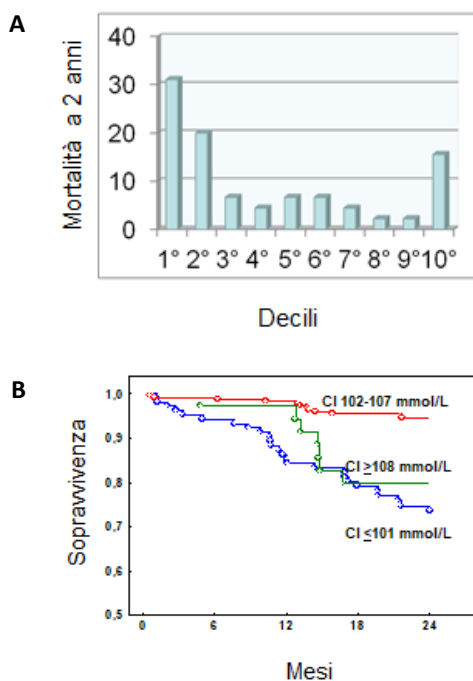 A
Mortalità a 2 anni
40
30
20
10
0
1° 2° 3° 4° 5° 6° 7° 8° 9° 10°
Decili
B
Sopravvivenza
1,0
0,9
0,8
0,7
0,6
0,5
Cl 102-107 mmol/L
Cl >108 mmol/L
Cl ≤101 mmol/L
0 6 12 18 24
Mesi